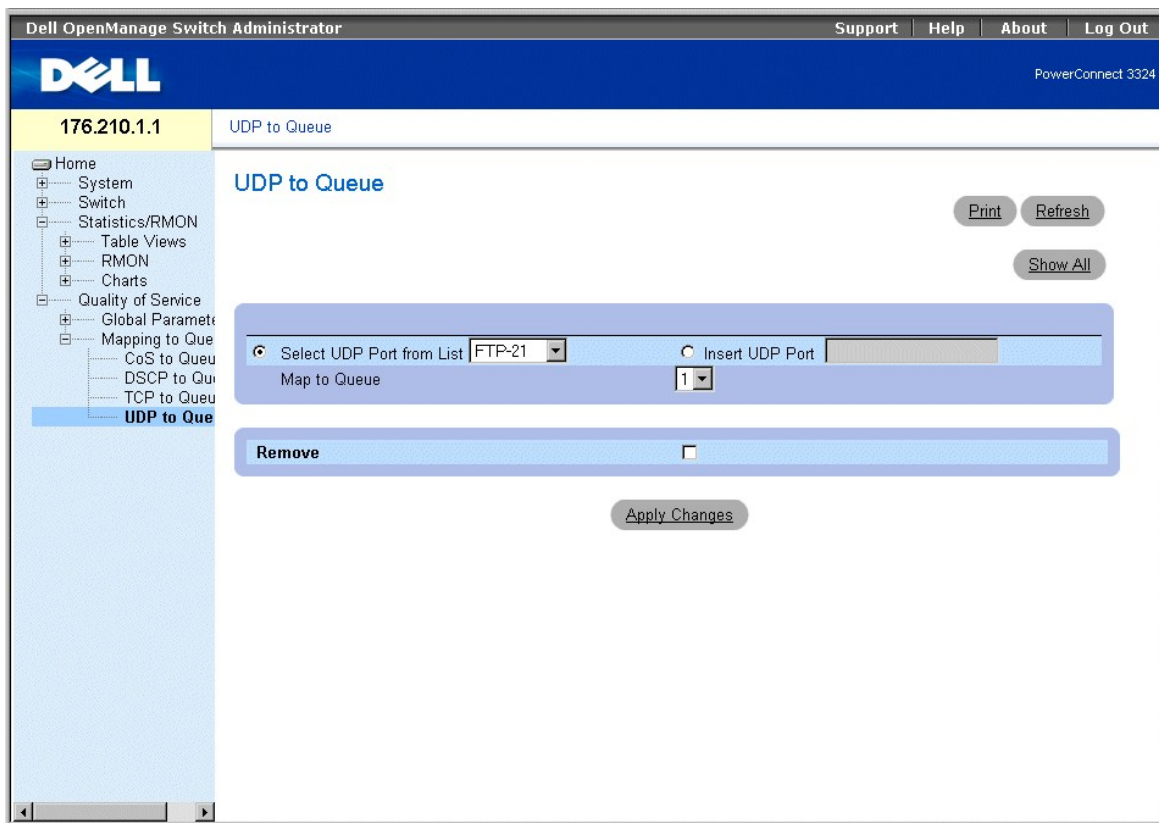 Dell OpenManage Switch Administrator Support Help About Log Out
DELL
PowerConnect 3324
176.210.1.1
UDP to Queue
Home
System
Switch
Statistics/RMON
Table Views
RMON
Charts
Quality of Service
Global Paramete
Mapping to Que
CoS to Queu
DSCP to Qu
TCP to Queu
UDP to Que
UDP to Queue
Print Refresh
Show All
Select UDP Port from List FTP-21 Insert UDP Port
Map to Queue 1
Remove
Apply Changes